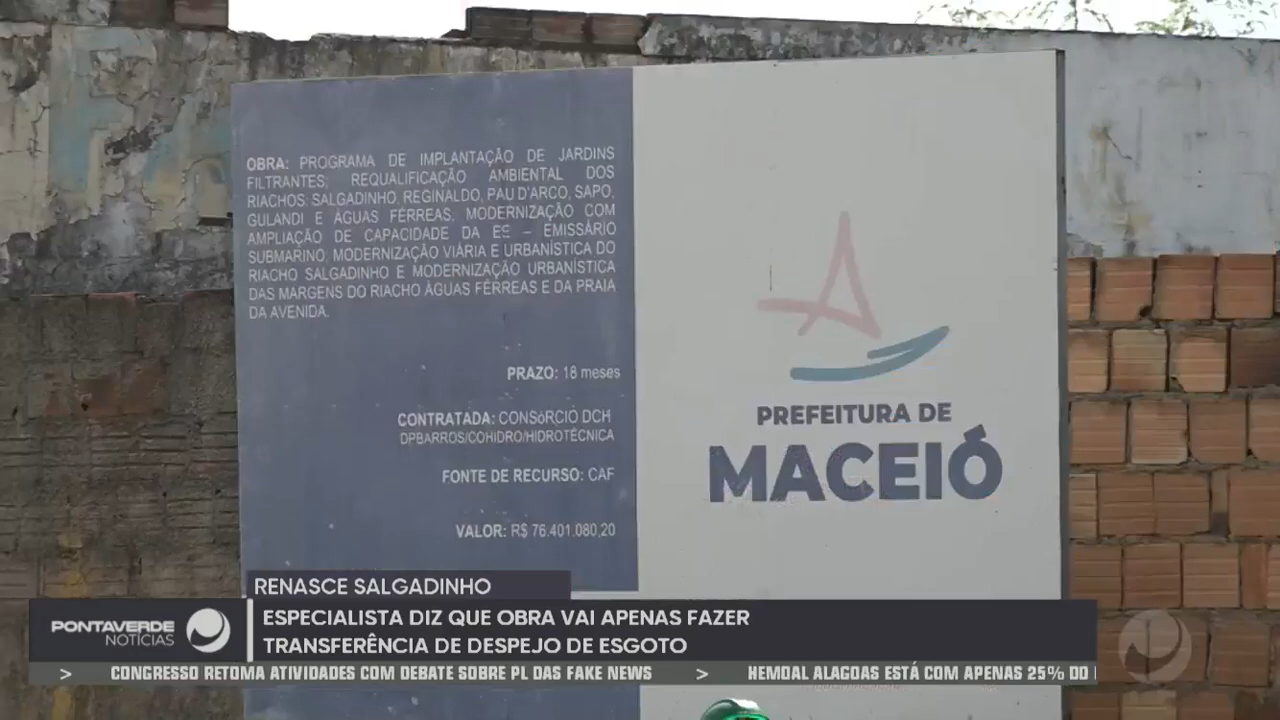 OBRA: PROGRAMA DE IMPLANTAÇÃO DE JARDINS
FILTRANTES; REQUALIFICAÇÃO AMBIENTAL DOS
RIACHOS. SALGADINHO, REGINALDO, PAU D'ARCO, SAPO,
GULANDI E ÁGUAS FÉRREAS. MODERNIZAÇÃO COM
AMPLIAÇÃO DE CAPACIDADE DA EE – EMISSÁRIO
SUBMARINO. MODERNIZAÇÃO VIÁRIA E URBANÍSTICA DO
RIACHO SALGADINHO E MODERNIZAÇÃO URBANÍSTICA
DAS MARGENS DO RIACHO ÁGUAS FÉRREAS E DA PRAIA
DA AVENIDA.
PRAZO: 18 meses
CONTRATADA: CONSóRCIO DCH
DPBARROS/COHIDRO/HIDROTÉCNICA
FONTE DE RECURSO: CAF
VALOR: R$ 76.401.080,20
PREFEITURA DE
MACEIÓ
RENASCE SALGADINHO
PONTAVERDE
NOTÍCIAS
ESPECIALISTA DIZ QUE OBRA VAI APENAS FAZER
TRANSFERÊNCIA DE DESPEJO DE ESGOTO
> CONGRESSO RETOMA ATIVIDADES COM DEBATE SOBRE PL DAS FAKE NEWS > HEMOAL ALAGOAS ESTÁ COM APENAS 25% DO